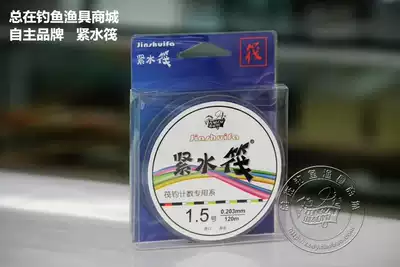 总在钓鱼渔具商城
自主品牌 紧水筏
Jinshuifa
紧水筏
筏
Jinshuifa
紧水筏®
筏钓计数专用系
1.5号
0.203mm
120m